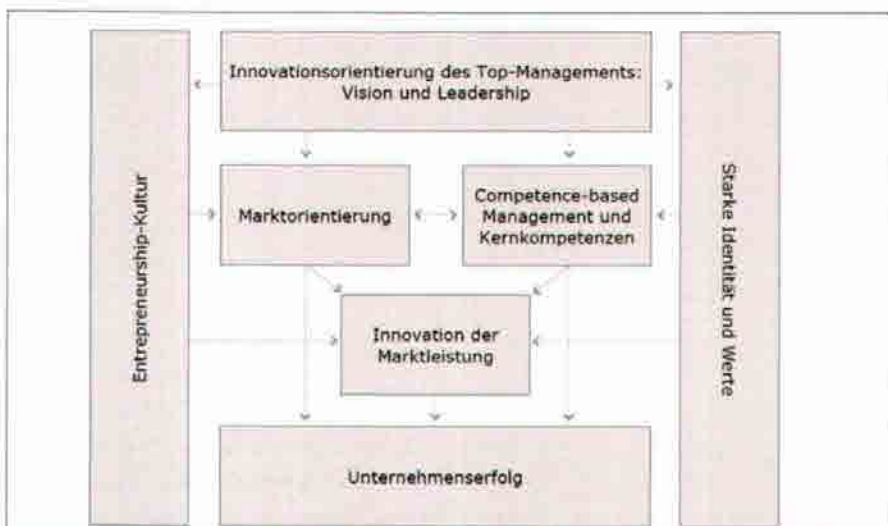 Innovationsorientierung des Top-Managements:
Vision und Leadership
Entrepreneurship-Kultur
Marktorientierung
Competence-based
Management und
Kernkompetenzen
Starke Identität und Werte
Innovation der
Marktleistung
Unternehmenserfolg